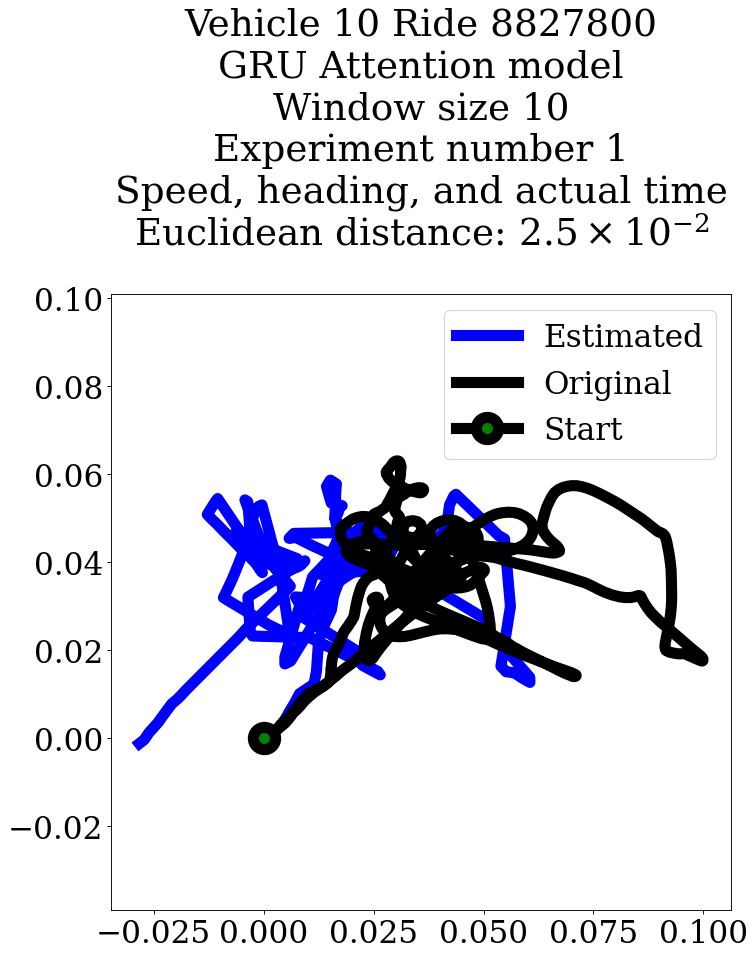 Vehicle 10 Ride 8827800
GRU Attention model
Window size 10
Experiment number 1
Speed, heading, and actual time
Euclidean distance: 2.5 × 10⁻²
Estimated
Original
Start
0.10
0.08
0.06
0.04
0.02
0.00
−0.02
−0.025 0.000 0.025 0.050 0.075 0.100